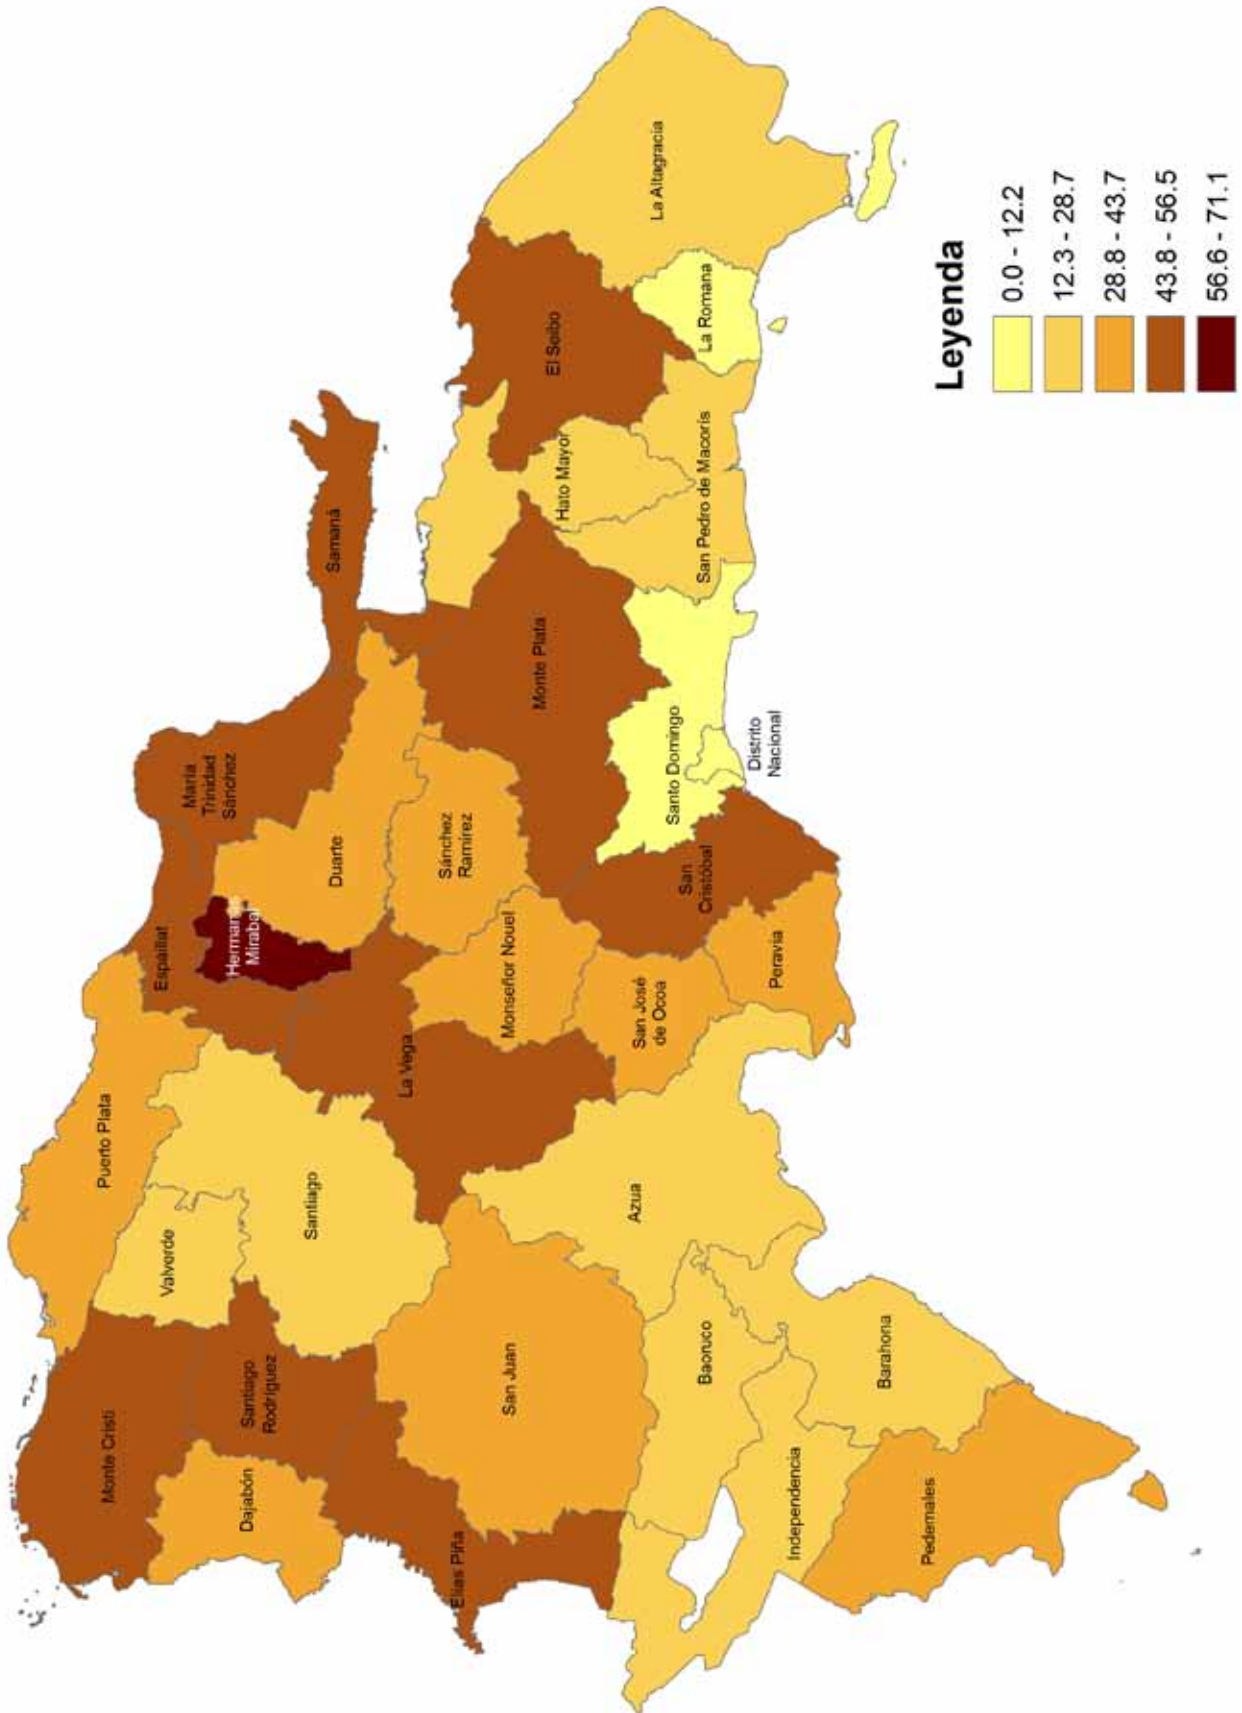 Puerto Plata
Monte Cristi
Valverde
Espaillat
María
Trinidad
Sánchez
Santiago
Rodríguez
Dajabón
Santiago
Hermanas
Mirabal
Duarte
Samaná
La Vega
Sánchez
Ramírez
Elías Piña
San Juan
Monseñor Nouel
Monte Plata
Hato Mayor
El Seibo
La Altagracia
Azua
San José
de Ocoa
San
Cristóbal
Santo Domingo
San Pedro de Macorís
La Romana
Baoruco
Peravia
Distrito
Nacional
Independencia
Barahona
Pedernales
Leyenda
0.0 - 12.2
12.3 - 28.7
28.8 - 43.7
43.8 - 56.5
56.6 - 71.1